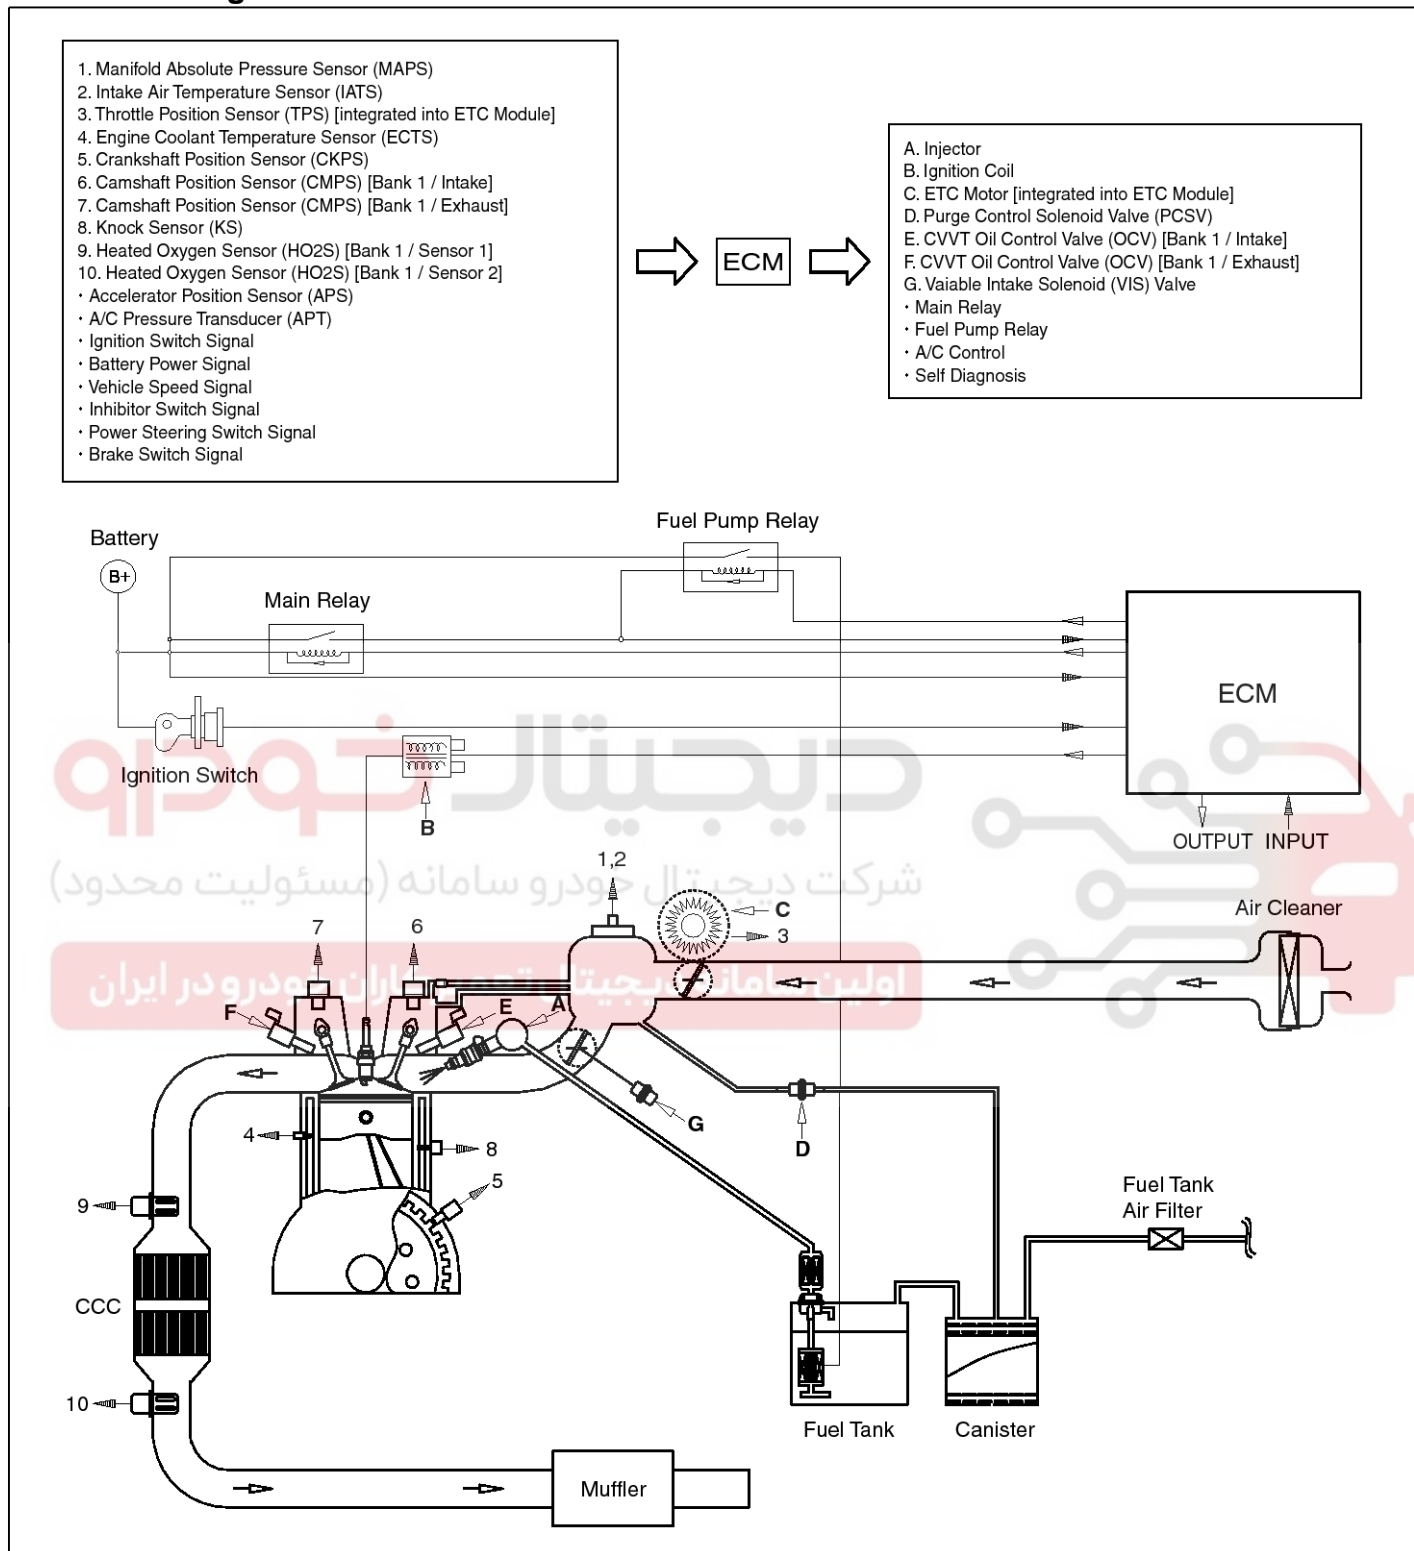 1. Manifold Absolute Pressure Sensor (MAPS)
2. Intake Air Temperature Sensor (IATS)
3. Throttle Position Sensor (TPS) [integrated into ETC Module]
4. Engine Coolant Temperature Sensor (ECTS)
5. Crankshaft Position Sensor (CKPS)
6. Camshaft Position Sensor (CMPS) [Bank 1 / Intake]
7. Camshaft Position Sensor (CMPS) [Bank 1 / Exhaust]
8. Knock Sensor (KS)
9. Heated Oxygen Sensor (HO2S) [Bank 1 / Sensor 1]
10. Heated Oxygen Sensor (HO2S) [Bank 1 / Sensor 2]
· Accelerator Position Sensor (APS)
· A/C Pressure Transducer (APT)
· Ignition Switch Signal
· Battery Power Signal
· Vehicle Speed Signal
· Inhibitor Switch Signal
· Power Steering Switch Signal
· Brake Switch Signal
ECM
A. Injector
B. Ignition Coil
C. ETC Motor [integrated into ETC Module]
D. Purge Control Solenoid Valve (PCSV)
E. CVVT Oil Control Valve (OCV) [Bank 1 / Intake]
F. CVVT Oil Control Valve (OCV) [Bank 1 / Exhaust]
G. Vaiable Intake Solenoid (VIS) Valve
· Main Relay
· Fuel Pump Relay
· A/C Control
· Self Diagnosis
Fuel Pump Relay
Battery
B+
Main Relay
ECM
Ignition Switch
دیجیتال خودرو
B
OUTPUT INPUT
شرکت دیجیتال خودرو سامانه (مسئولیت محدود)
1,2
C
3
Air Cleaner
7
6
اولین سامانه دیجیتال تعمیرکاران خودرو در ایران
F
E
A
G
D
4
8
5
9
Fuel Tank
Air Filter
CCC
10
Fuel Tank
Canister
Muffler